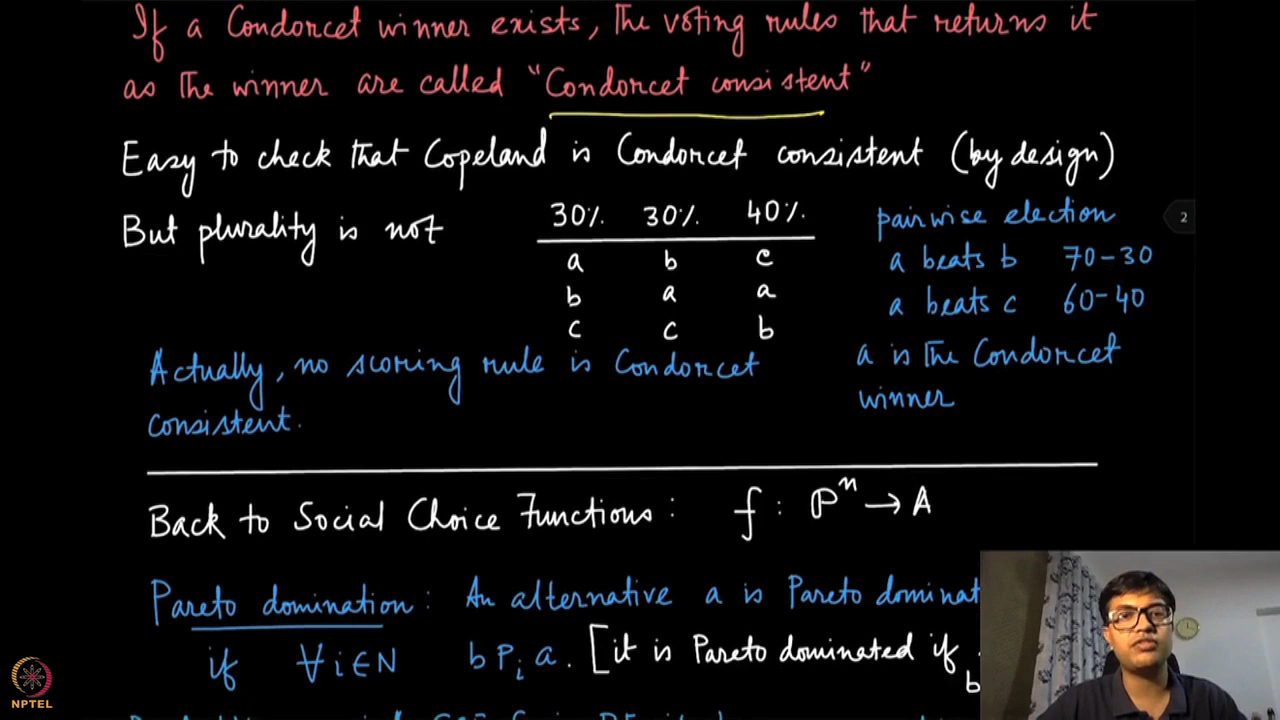 If a Condorcet winner exists, the voting rules that returns it
as the winner are called "Condorcet consistent"
Easy to check that Copeland is Condorcet consistent (by design)
But plurality is not
30% 30% 40%
a b c
b a a
c c b
pairwise election
a beats b 70-30
a beats c 60-40
a is the Condorcet
winner
2
Actually, no scoring rule is Condorcet
consistent.
Back to Social Choice Functions : f : ℙⁿ → A
Pareto domination : An alternative a is Pareto dominat
if ∀i∈N b Pᵢ a. [it is Pareto dominated if
b
NPTEL